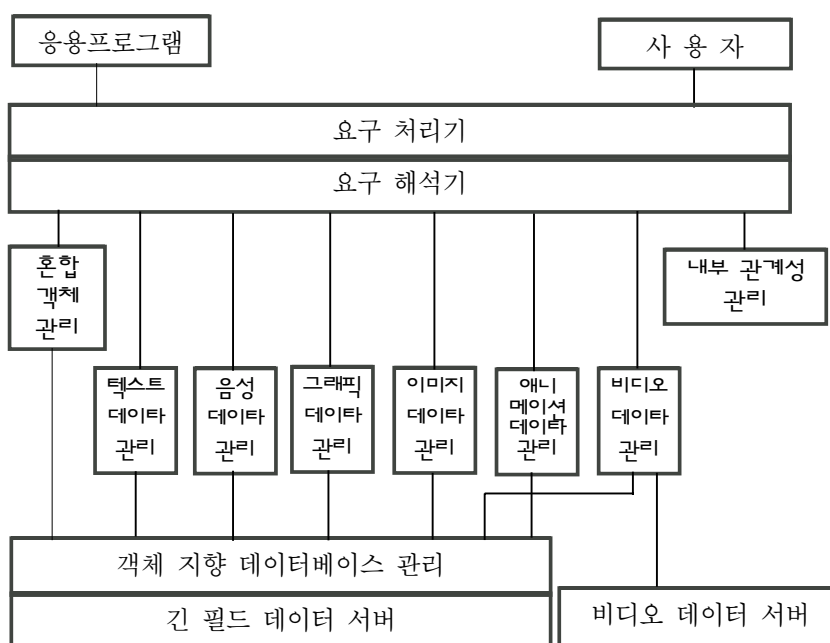 응용프로그램
사 용 자
요구 처리기
요구 해석기
혼합
객체
관리
내부 관계성
관리
텍스트
데이타
관리
음성
데이타
관리
그래픽
데이타
관리
이미지
데이타
관리
애니
메이션
데이타
관리
비디오
데이타
관리
객체 지향 데이터베이스 관리
긴 필드 데이터 서버
비디오 데이터 서버